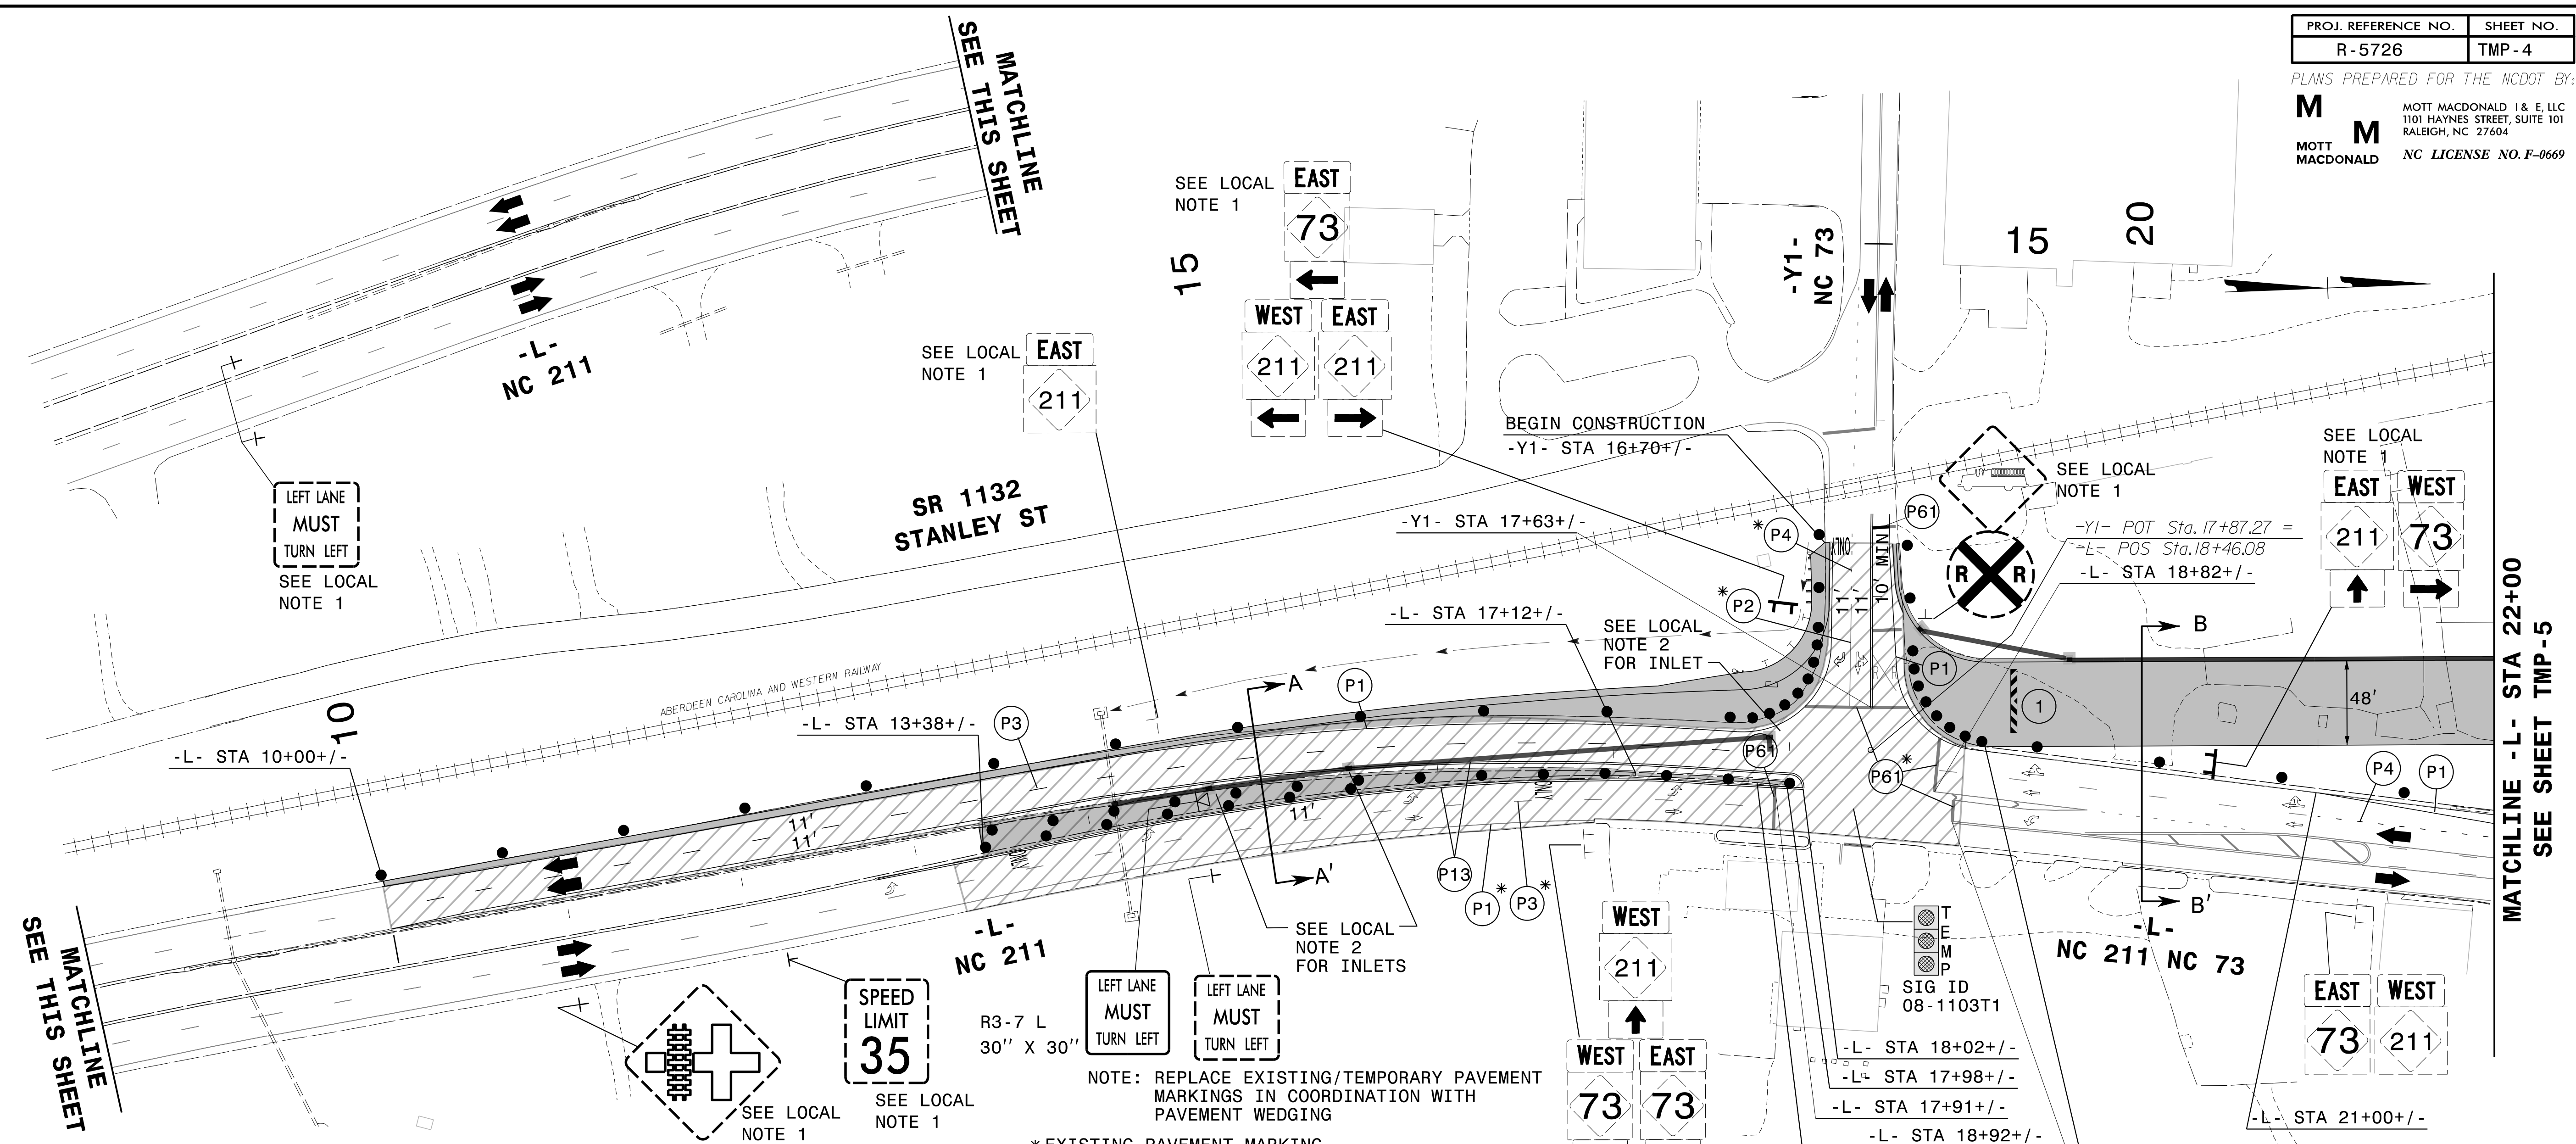 PROJ. REFERENCE NO. SHEET NO.
R-5726 TMP-4
PLANS PREPARED FOR THE NCDOT BY:
M
M
MOTT
MACDONALD
MOTT MACDONALD I & E, LLC
1101 HAYNES STREET, SUITE 101
RALEIGH, NC 27604
NC LICENSE NO. F-0669
MATCHLINE
SEE THIS SHEET
-L-
NC 211
LEFT LANE
MUST
TURN LEFT
SEE LOCAL
NOTE 1
SEE LOCAL
NOTE 1
EAST
211
SEE LOCAL
NOTE 1
EAST
73
WEST
211
EAST
211
15
-Y1-
NC 73
15
20
BEGIN CONSTRUCTION
-Y1- STA 16+70+/-
SR 1132
STANLEY ST
-Y1- STA 17+63+/-
* P4
* P2
ONLY
11'
11'
10' MIN
P61
SEE LOCAL
NOTE 1
R R
-Y1- POT Sta. 17+87.27 =
-L- POS Sta. 18+46.08
-L- STA 18+82+/-
SEE LOCAL
NOTE 1
EAST
211
WEST
73
MATCHLINE -L- STA 22+00
SEE SHEET TMP-5
-L- STA 17+12+/-
SEE LOCAL
NOTE 2
FOR INLET
B
P1
1
48'
ABERDEEN CAROLINA AND WESTERN RAILWAY
A
P1
10
-L- STA 13+38+/-
P3
-L- STA 10+00+/-
P61
P61 *
P4
P1
11'
11'
ONLY
11'
ONLY
A'
P13
P1 *
P3 *
B'
-L-
NC 211 NC 73
MATCHLINE
SEE THIS SHEET
-L-
NC 211
SEE LOCAL
NOTE 2
FOR INLETS
SEE LOCAL
NOTE 1
SPEED
LIMIT
35
SEE LOCAL
NOTE 1
R3-7 L
30'' X 30''
LEFT LANE
MUST
TURN LEFT
LEFT LANE
MUST
TURN LEFT
NOTE: REPLACE EXISTING/TEMPORARY PAVEMENT
MARKINGS IN COORDINATION WITH
PAVEMENT WEDGING
*EXISTING PAVEMENT MARKING
WEST
211
WEST
73
EAST
73
TEMP
SIG ID
08-1103T1
-L- STA 18+02+/-
-L- STA 17+98+/-
-L- STA 17+91+/-
-L- STA 18+92+/-
EAST
73
WEST
211
-L- STA 21+00+/-